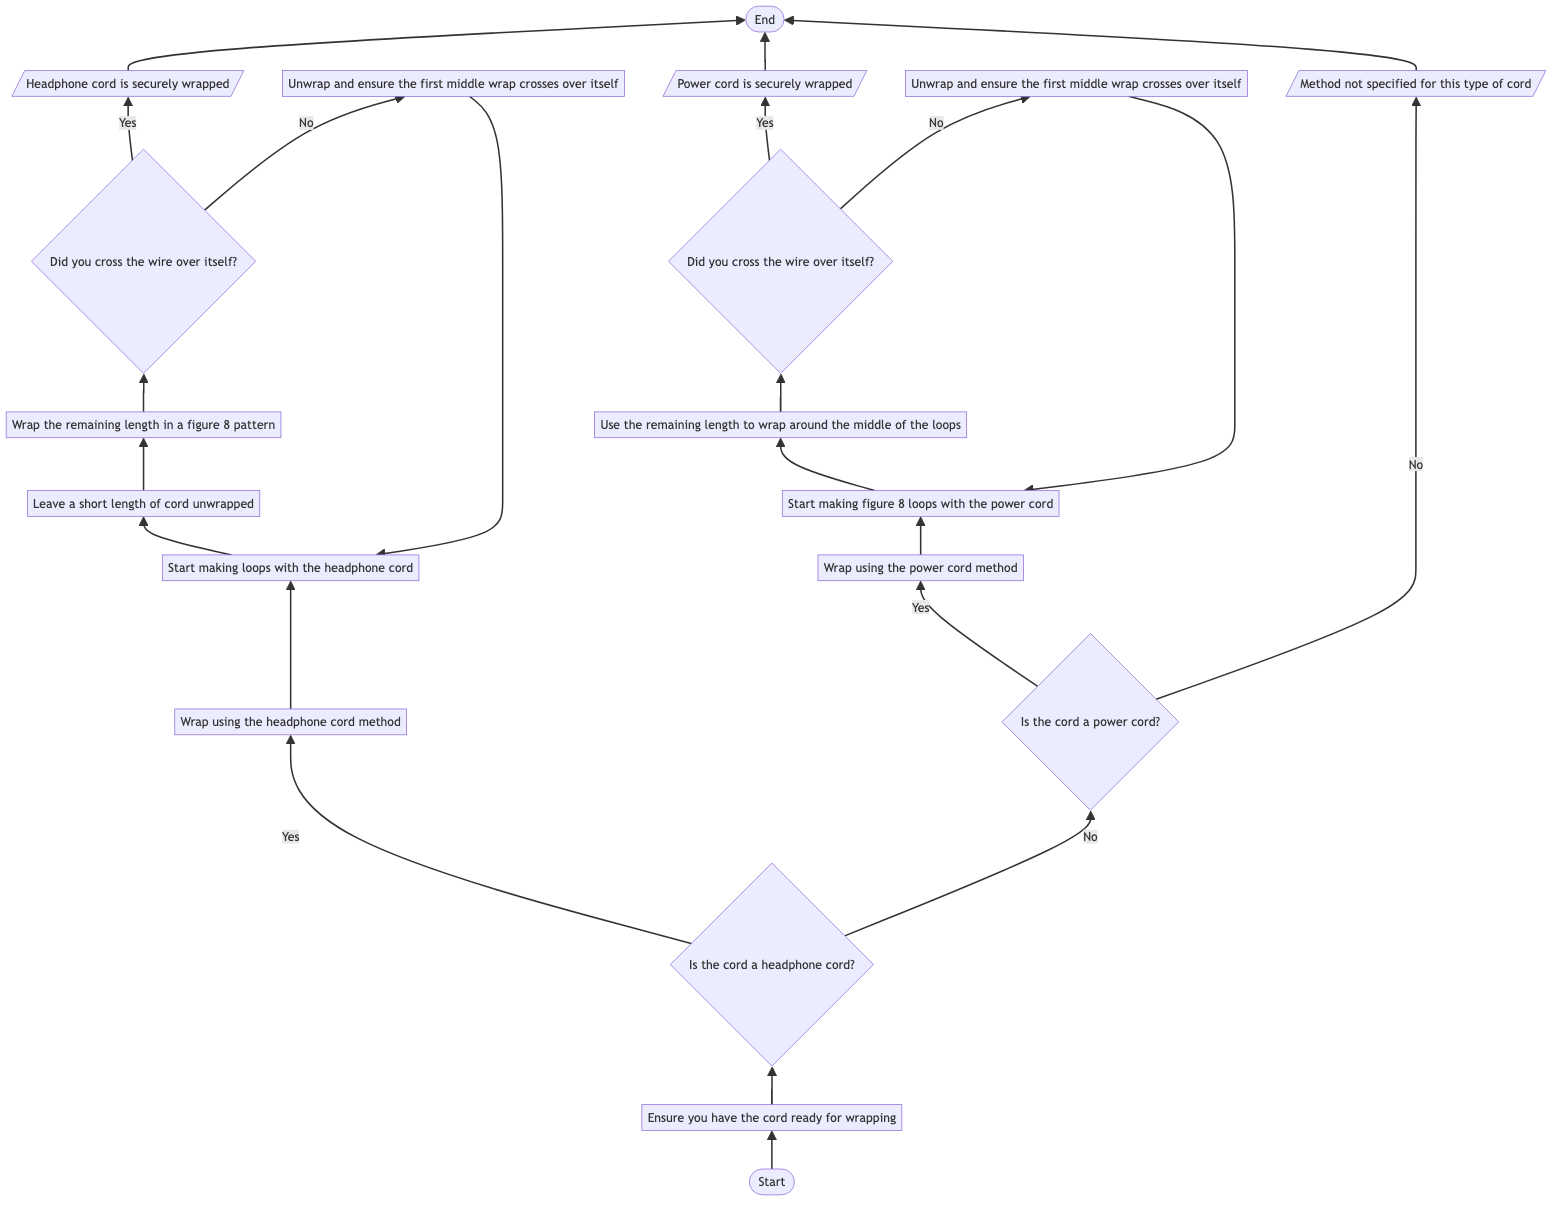 End
Headphone cord is securely wrapped
Unwrap and ensure the first middle wrap crosses over itself
Power cord is securely wrapped
Unwrap and ensure the first middle wrap crosses over itself
Method not specified for this type of cord
Yes
No
Yes
No
Did you cross the wire over itself?
Did you cross the wire over itself?
Wrap the remaining length in a figure 8 pattern
Use the remaining length to wrap around the middle of the loops
No
Leave a short length of cord unwrapped
Start making figure 8 loops with the power cord
Start making loops with the headphone cord
Wrap using the power cord method
Yes
Wrap using the headphone cord method
Is the cord a power cord?
Yes
No
Is the cord a headphone cord?
Ensure you have the cord ready for wrapping
Start